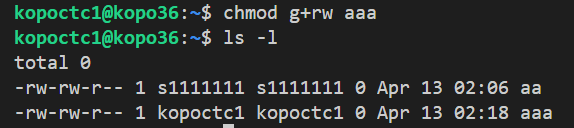 kopoctc1@kopo36:~$ chmod g+rw aaa
kopoctc1@kopo36:~$ ls -l
total 0
-rw-rw-r-- 1 s1111111 s1111111 0 Apr 13 02:06 aa
-rw-rw-r-- 1 kopoctc1 kopoctc1 0 Apr 13 02:18 aaa